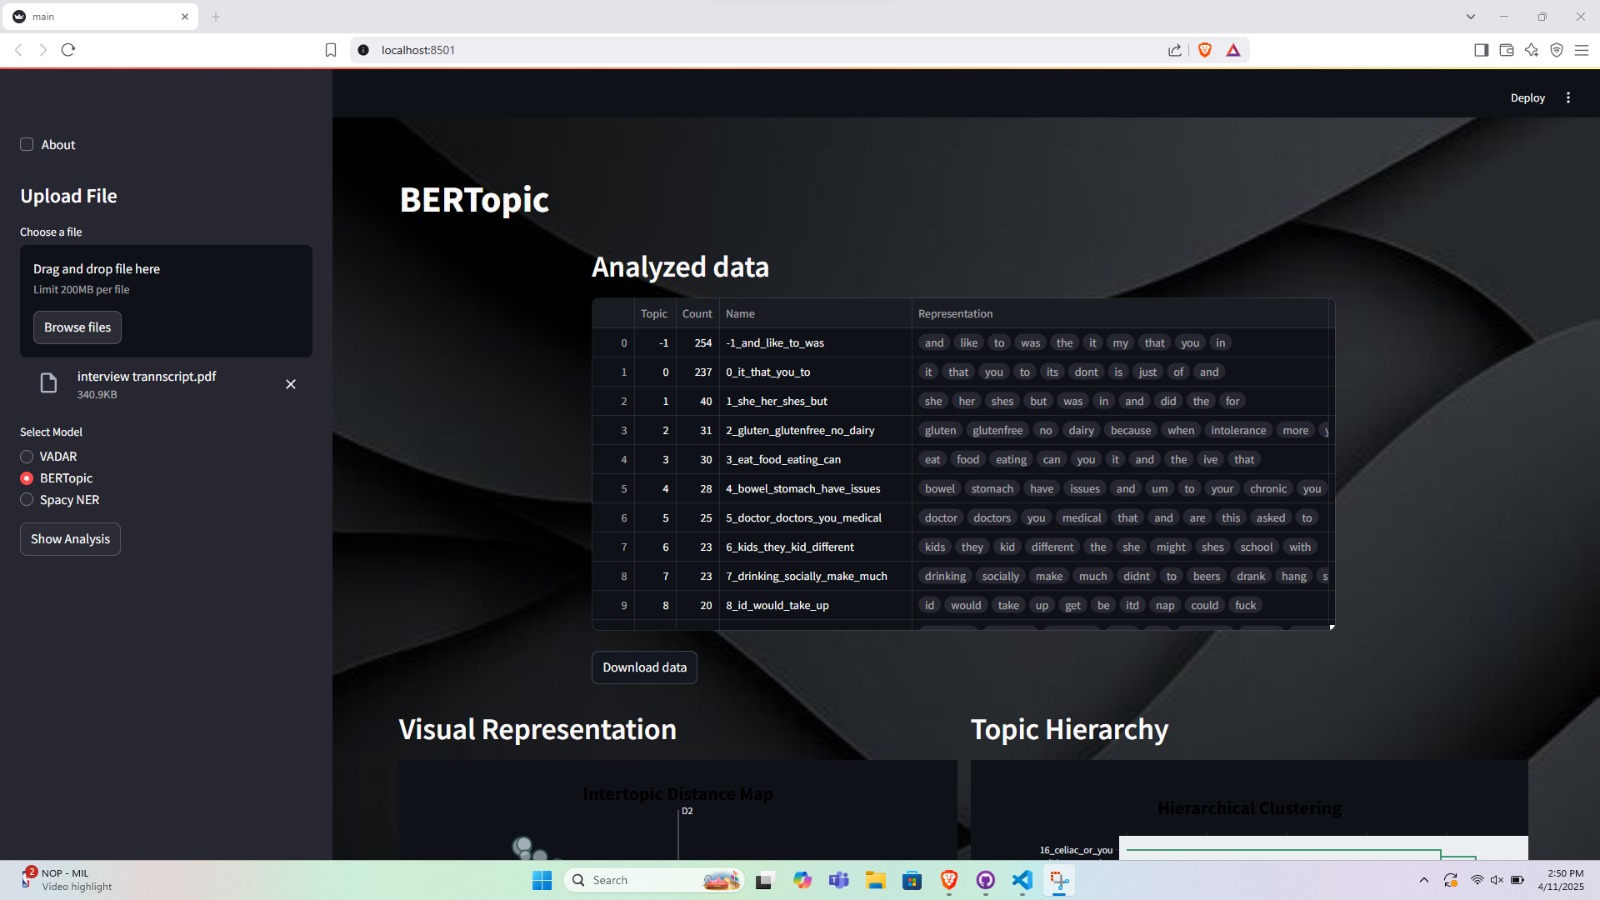 main
localhost:8501
Deploy
About
Upload File
Choose a file
Drag and drop file here
Limit 200MB per file
Browse files
interview trannscript.pdf
340.9KB
Select Model
VADAR
BERTopic
Spacy NER
Show Analysis
BERTopic
Analyzed data
Topic Count Name Representation
0 -1 254 -1_and_like_to_was and like to was the it my that you in
1 0 237 0_it_that_you_to it that you to its dont is just of and
2 1 40 1_she_her_shes_but she her shes but was in and did the for
3 2 31 2_gluten_glutenfree_no_dairy gluten glutenfree no dairy because when intolerance more
4 3 30 3_eat_food_eating_can eat food eating can you it and the ive that
5 4 28 4_bowel_stomach_have_issues bowel stomach have issues and um to your chronic you
6 5 25 5_doctor_doctors_you_medical doctor doctors you medical that and are this asked to
7 6 23 6_kids_they_kid_different kids they kid different the she might shes school with
8 7 23 7_drinking_socially_make_much drinking socially make much didnt to beers drank hang s
9 8 20 8_id_would_take_up id would take up get be itd nap could fuck
Download data
Visual Representation
Topic Hierarchy
Intertopic Distance Map
D2
Hierarchical Clustering
16_celiac_or_you
2
NOP - MIL
Video highlight
Search
2:50 PM
4/11/2025